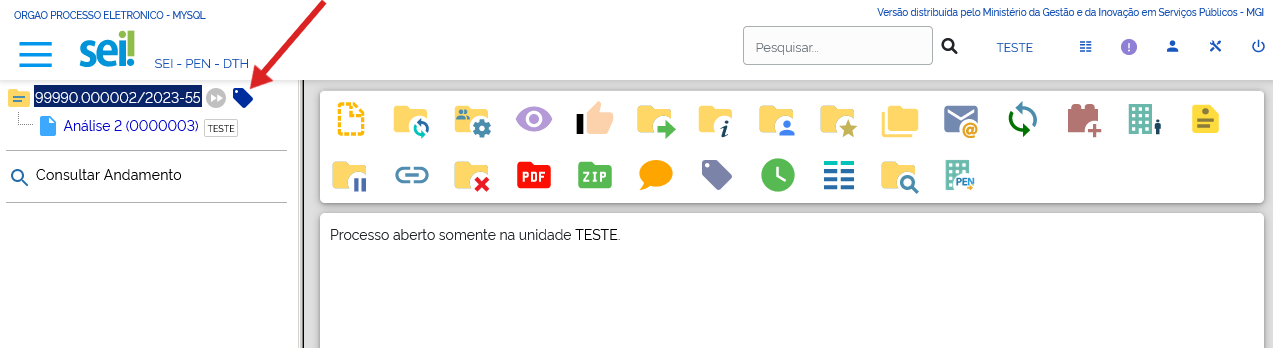 ORGAO PROCESSO ELETRONICO - MYSQL
Versão distribuída pelo Ministério da Gestão e da Inovação em Serviços Públicos - MGI
sei!
SEI - PEN - DTH
Pesquisar...
TESTE
99990.000002/2023-55
Análise 2 (0000003)
TESTE
Consultar Andamento
PDF
ZIP
PEN
Processo aberto somente na unidade TESTE.